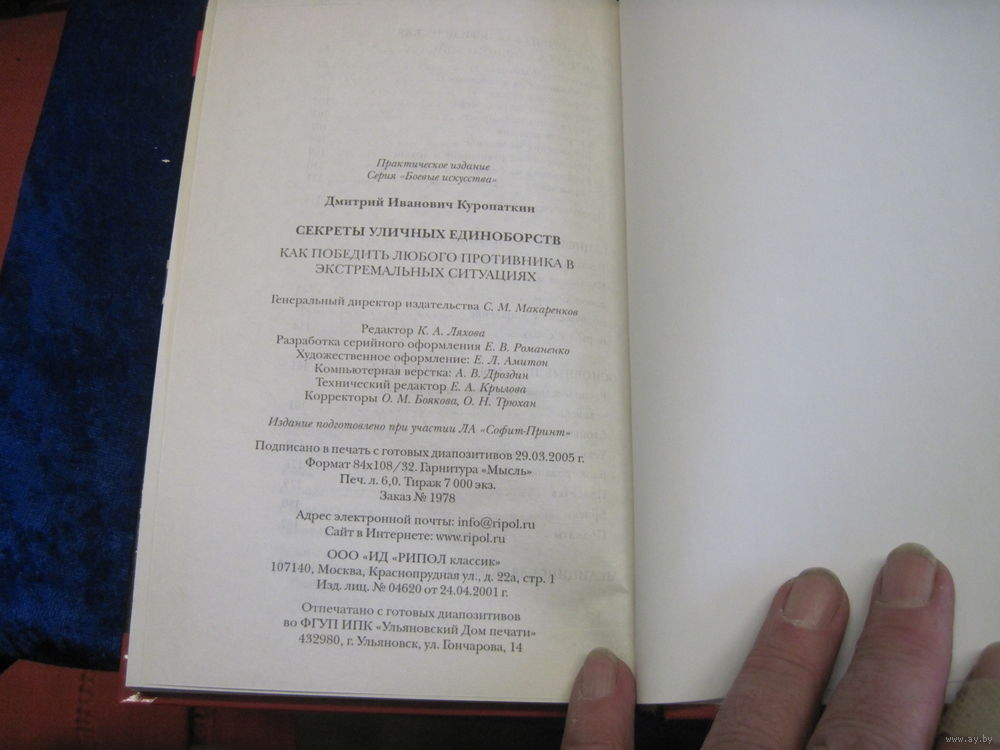 Практическое издание
Серия «Боевые искусства»
Дмитрий Иванович Куропаткин
СЕКРЕТЫ УЛИЧНЫХ ЕДИНОБОРСТВ
КАК ПОБЕДИТЬ ЛЮБОГО ПРОТИВНИКА В
ЭКСТРЕМАЛЬНЫХ СИТУАЦИЯХ
Генеральный директор издательства С. М. Макаренков
Редактор К. А. Ляхова
Разработка серийного оформления Е. В. Романенко
Художественное оформление: Е. Л. Амитон
Компьютерная верстка: А. В. Дроздин
Технический редактор Е. А. Крылова
Корректоры О. М. Боякова, О. Н. Трюхан
Издание подготовлено при участии ЛА «Софит-Принт»
Подписано в печать с готовых диапозитивов 29.03.2005 г.
Формат 84х108/32. Гарнитура «Мысль»
Печ. л. 6,0. Тираж 7 000 экз.
Заказ № 1978
Адрес электронной почты: info@ripol.ru
Сайт в Интернете: www.ripol.ru
ООО «ИД «РИПОЛ классик»
107140, Москва, Краснопрудная ул., д. 22а, стр. 1
Изд. лиц. № 04620 от 24.04.2001 г.
Отпечатано с готовых диапозитивов
во ФГУП ИПК «Ульяновский Дом печати»
432980, г. Ульяновск, ул. Гончарова, 14
www.ay.by